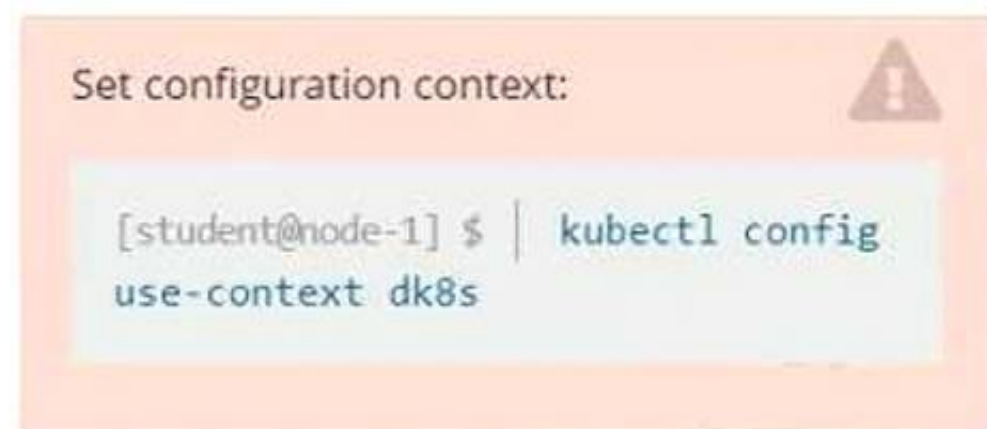 Set configuration context:
[student@node-1] $ | kubectl config
use-context dk8s